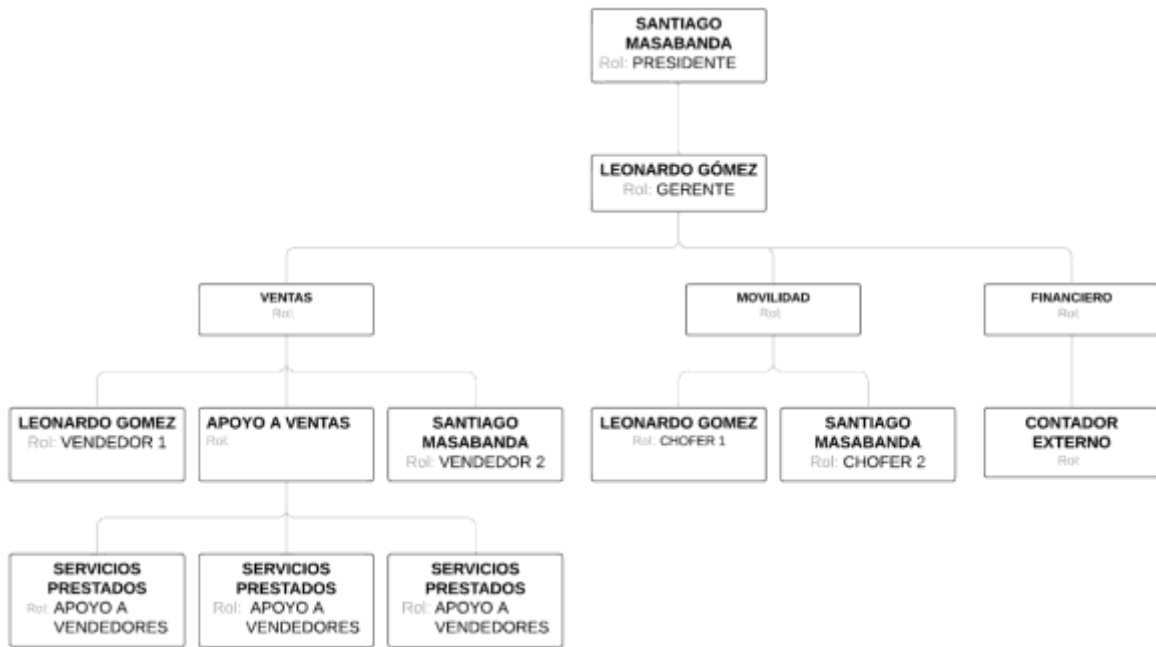 SANTIAGO
MASABANDA
Rol: PRESIDENTE
LEONARDO GÓMEZ
Rol: GERENTE
VENTAS
Rol:
MOVILIDAD
Rol:
FINANCIERO
Rol:
LEONARDO GOMEZ
Rol: VENDEDOR 1
APOYO A VENTAS
Rol:
SANTIAGO
MASABANDA
Rol: VENDEDOR 2
LEONARDO GOMEZ
Rol: CHOFER 1
SANTIAGO
MASABANDA
Rol: CHOFER 2
CONTADOR
EXTERNO
Rol:
SERVICIOS
PRESTADOS
Rol: APOYO A
VENDEDORES
SERVICIOS
PRESTADOS
Rol: APOYO A
VENDEDORES
SERVICIOS
PRESTADOS
Rol: APOYO A
VENDEDORES